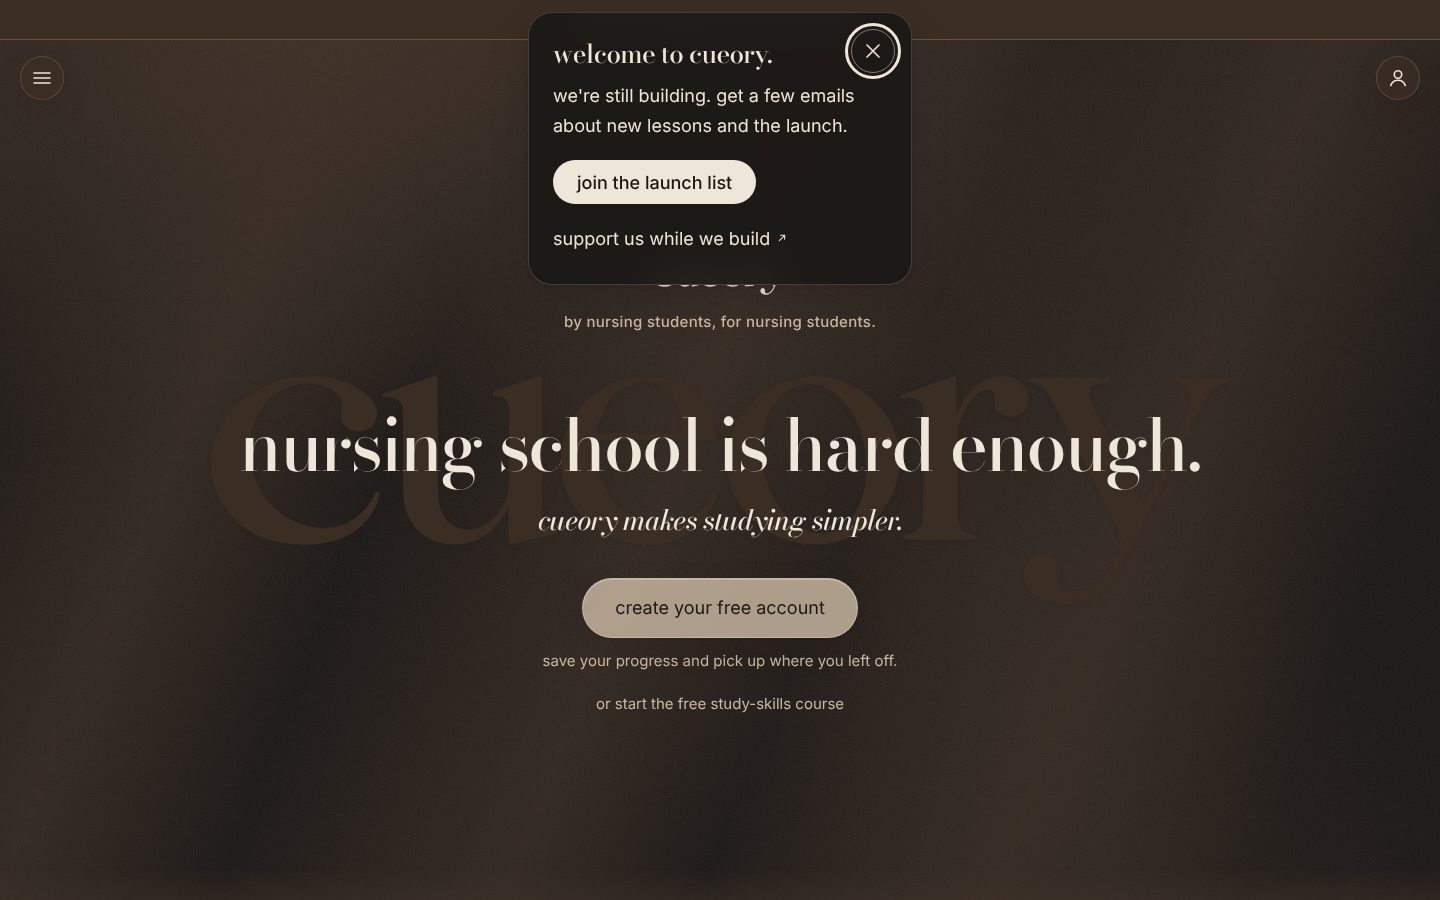 welcome to cueory.
we're still building. get a few emails
about new lessons and the launch.
join the launch list
support us while we build ↗
cueory
by nursing students, for nursing students.
cueory
nursing school is hard enough.
cueory makes studying simpler.
create your free account
save your progress and pick up where you left off.
or start the free study-skills course